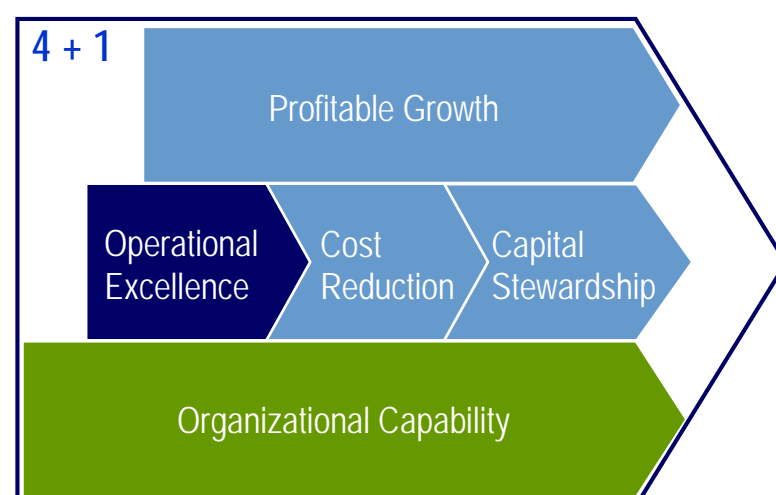 4 + 1
Profitable Growth
Operational
Excellence
Cost
Reduction
Capital
Stewardship
Organizational Capability